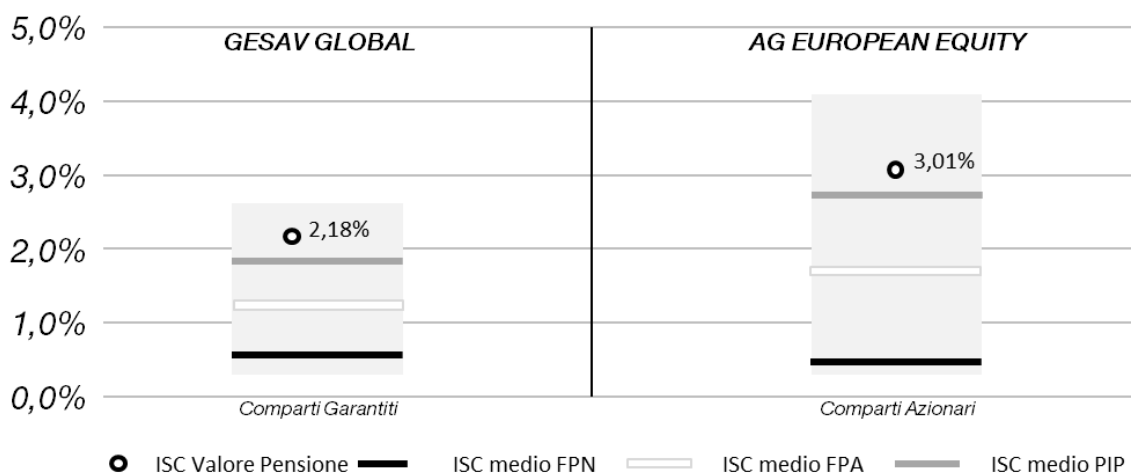 5,0%
GESAV GLOBAL
AG EUROPEAN EQUITY
4,0%
3,0%
3,01%
2,18%
2,0%
1,0%
0,0%
Comparti Garantiti
Comparti Azionari
ISC Valore Pensione
ISC medio FPN
ISC medio FPA
ISC medio PIP